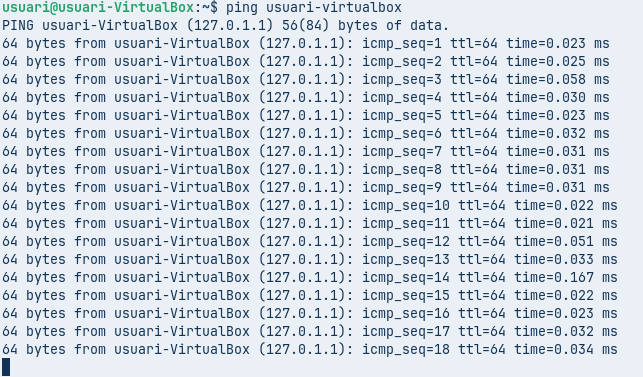 usuari@usuari-VirtualBox:~$ ping usuari-virtualbox
PING usuari-VirtualBox (127.0.1.1) 56(84) bytes of data.
64 bytes from usuari-VirtualBox (127.0.1.1): icmp_seq=1 ttl=64 time=0.023 ms
64 bytes from usuari-VirtualBox (127.0.1.1): icmp_seq=2 ttl=64 time=0.025 ms
64 bytes from usuari-VirtualBox (127.0.1.1): icmp_seq=3 ttl=64 time=0.058 ms
64 bytes from usuari-VirtualBox (127.0.1.1): icmp_seq=4 ttl=64 time=0.030 ms
64 bytes from usuari-VirtualBox (127.0.1.1): icmp_seq=5 ttl=64 time=0.023 ms
64 bytes from usuari-VirtualBox (127.0.1.1): icmp_seq=6 ttl=64 time=0.032 ms
64 bytes from usuari-VirtualBox (127.0.1.1): icmp_seq=7 ttl=64 time=0.031 ms
64 bytes from usuari-VirtualBox (127.0.1.1): icmp_seq=8 ttl=64 time=0.031 ms
64 bytes from usuari-VirtualBox (127.0.1.1): icmp_seq=9 ttl=64 time=0.031 ms
64 bytes from usuari-VirtualBox (127.0.1.1): icmp_seq=10 ttl=64 time=0.022 ms
64 bytes from usuari-VirtualBox (127.0.1.1): icmp_seq=11 ttl=64 time=0.021 ms
64 bytes from usuari-VirtualBox (127.0.1.1): icmp_seq=12 ttl=64 time=0.051 ms
64 bytes from usuari-VirtualBox (127.0.1.1): icmp_seq=13 ttl=64 time=0.033 ms
64 bytes from usuari-VirtualBox (127.0.1.1): icmp_seq=14 ttl=64 time=0.167 ms
64 bytes from usuari-VirtualBox (127.0.1.1): icmp_seq=15 ttl=64 time=0.022 ms
64 bytes from usuari-VirtualBox (127.0.1.1): icmp_seq=16 ttl=64 time=0.023 ms
64 bytes from usuari-VirtualBox (127.0.1.1): icmp_seq=17 ttl=64 time=0.032 ms
64 bytes from usuari-VirtualBox (127.0.1.1): icmp_seq=18 ttl=64 time=0.034 ms